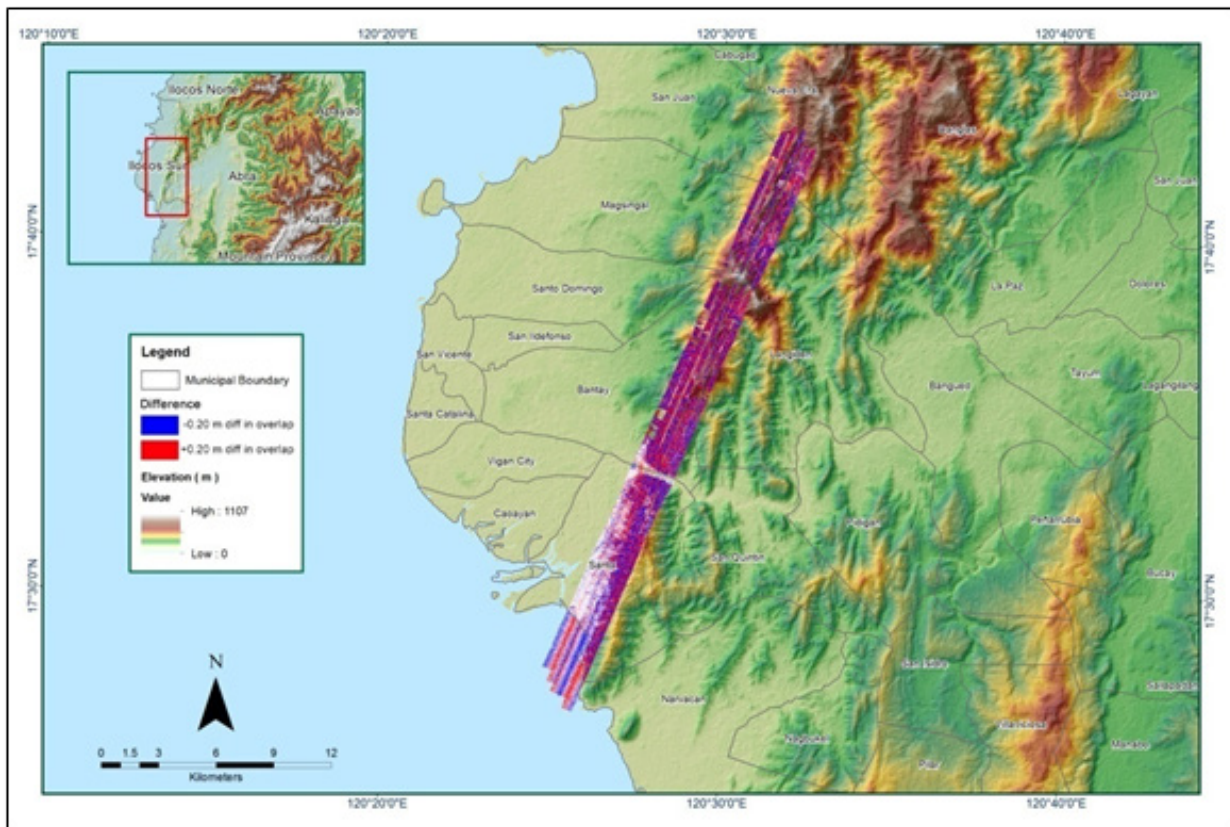 120°10'0"E 120°20'0"E 120°30'0"E 120°40'0"E
Cabugao
Ilocos Norte
Apayao
Ilocos Sur
Abra
Kalinga
Mountain Province
San Juan
Lagayan
Danglas
San Juan
Magsingal
17°40'0"N
17°40'0"N
La Paz
Dolores
Santo Domingo
San Ildefonso
San Vicente
Bantay
Langiden
Bangued
Tayum
Lagangilang
Santa Catalina
Vigan City
Caoayan
Pidigan
Peñarrubia
San Quintin
Santa
Bucay
17°30'0"N
17°30'0"N
San Isidro
Narvacan
Villaviciosa
Nagbukel
Manabo
Pilar
Legend
Municipal Boundary
Difference
-0.20 m diff in overlap
+0.20 m diff in overlap
Elevation ( m )
Value
High : 1107
Low : 0
N
0 1.5 3 6 9 12
Kilometers
120°20'0"E 120°30'0"E 120°40'0"E